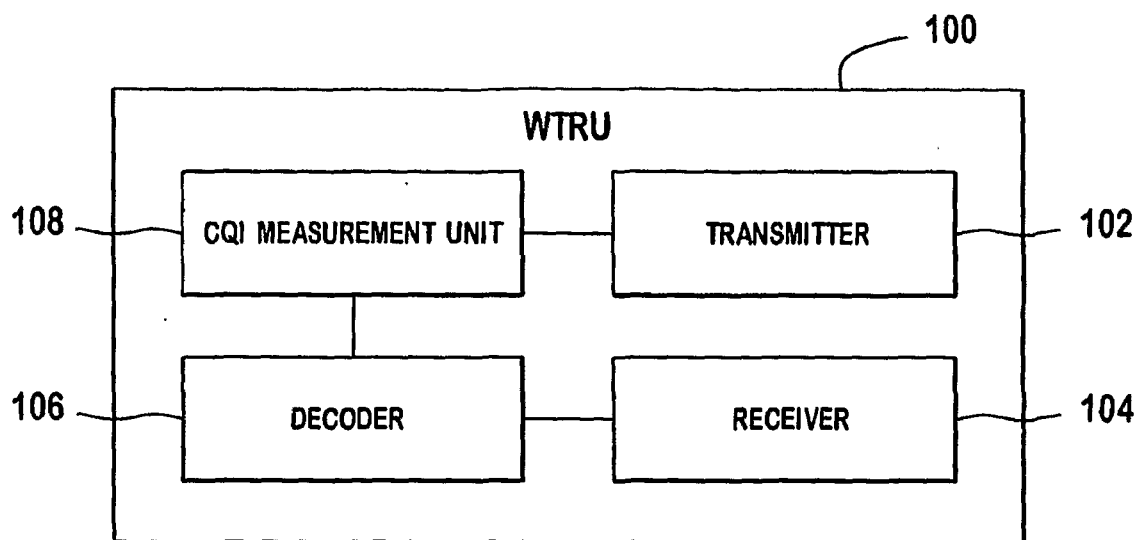 100
WTRU
108
CQI MEASUREMENT UNIT
TRANSMITTER
102
106
DECODER
RECEIVER
104